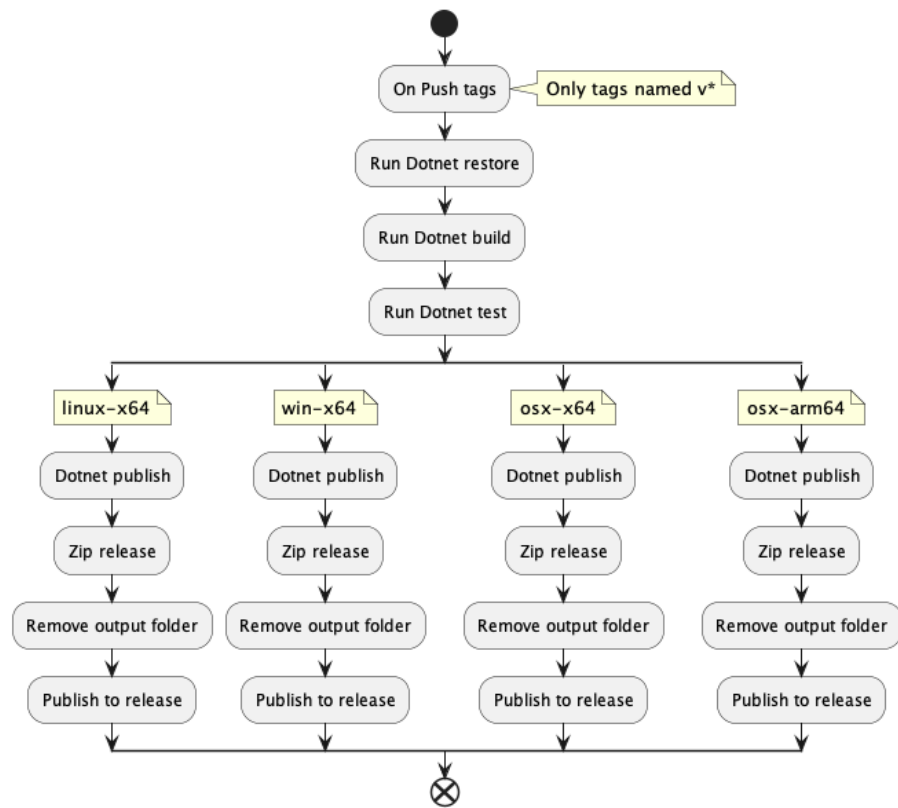 On Push tags
Only tags named v*
Run Dotnet restore
Run Dotnet build
Run Dotnet test
linux-x64
win-x64
osx-x64
osx-arm64
Dotnet publish
Dotnet publish
Dotnet publish
Dotnet publish
Zip release
Zip release
Zip release
Zip release
Remove output folder
Remove output folder
Remove output folder
Remove output folder
Publish to release
Publish to release
Publish to release
Publish to release